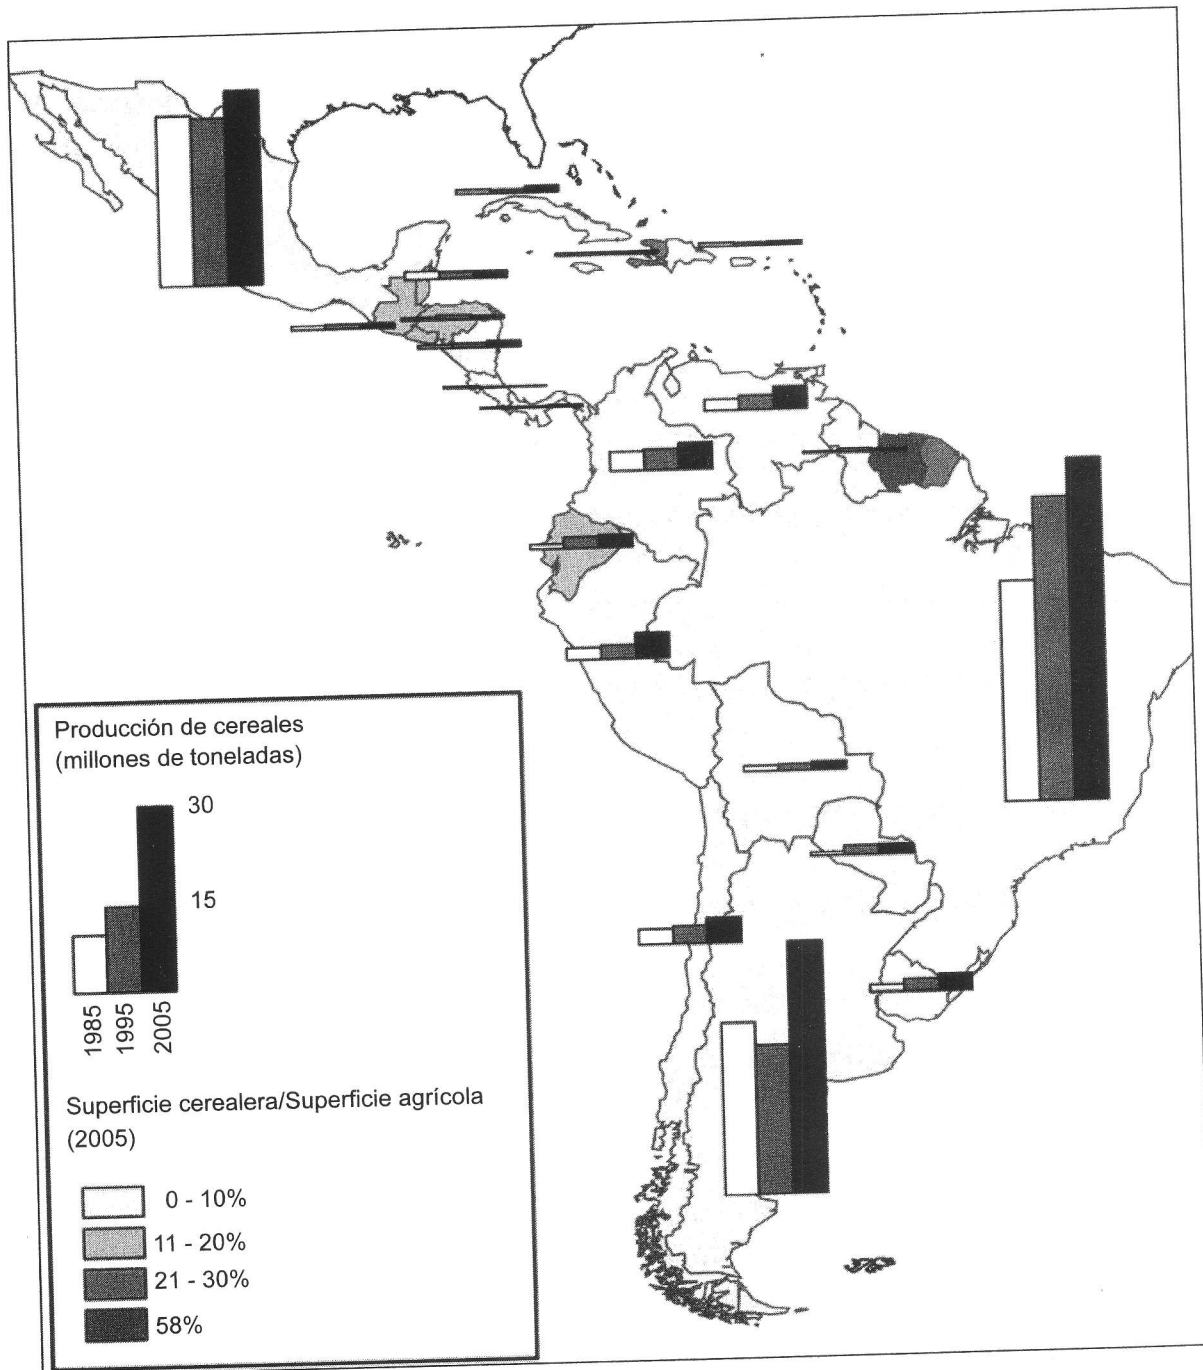 Producción de cereales
(millones de toneladas)
30
15
1985
1995
2005
Superficie cerealera/Superficie agrícola
(2005)
0 - 10%
11 - 20%
21 - 30%
58%